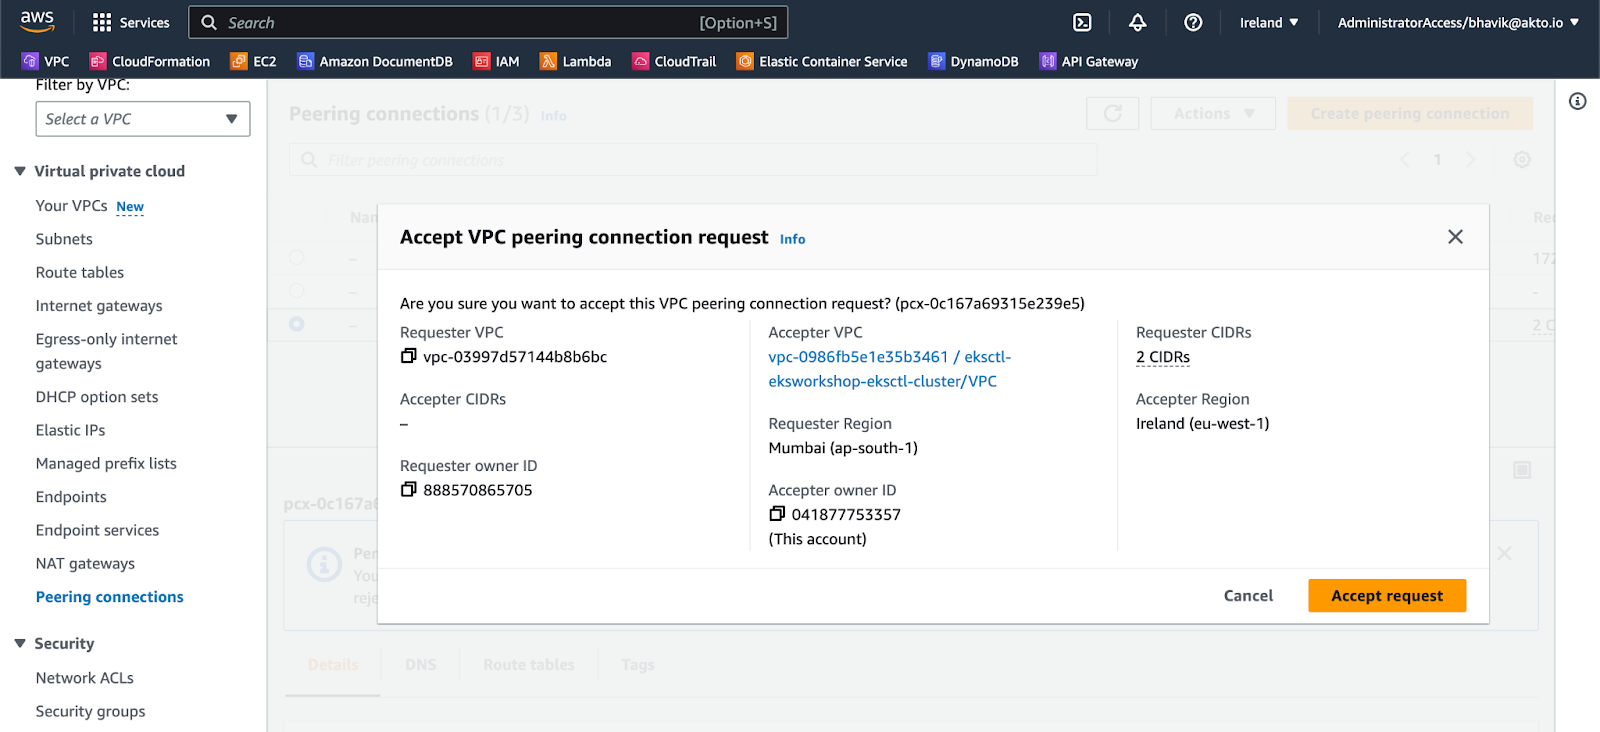 aws Services Search [Option+S] Ireland ▼ AdministratorAccess/bhavik@akto.io ▼
VPC CloudFormation EC2 Amazon DocumentDB IAM Lambda CloudTrail Elastic Container Service DynamoDB API Gateway
Filter by VPC:
Select a VPC
Virtual private cloud
Your VPCs New
Subnets
Route tables
Internet gateways
Egress-only internet
gateways
DHCP option sets
Elastic IPs
Managed prefix lists
Endpoints
Endpoint services
NAT gateways
Peering connections
Security
Network ACLs
Security groups
Peering connections (1/3) Info
Actions
Create peering connection
Filter peering connections
1
Accept VPC peering connection request Info
Are you sure you want to accept this VPC peering connection request? (pcx-0c167a69315e239e5)
Requester VPC
vpc-03997d57144b8b6bc
Accepter CIDRs
–
Requester owner ID
888570865705
Accepter VPC
vpc-0986fb5e1e35b3461 / eksctl-
eksworkshop-eksctl-cluster/VPC
Requester Region
Mumbai (ap-south-1)
Accepter owner ID
041877753357
(This account)
Requester CIDRs
2 CIDRs
Accepter Region
Ireland (eu-west-1)
Cancel
Accept request
Details DNS Route tables Tags